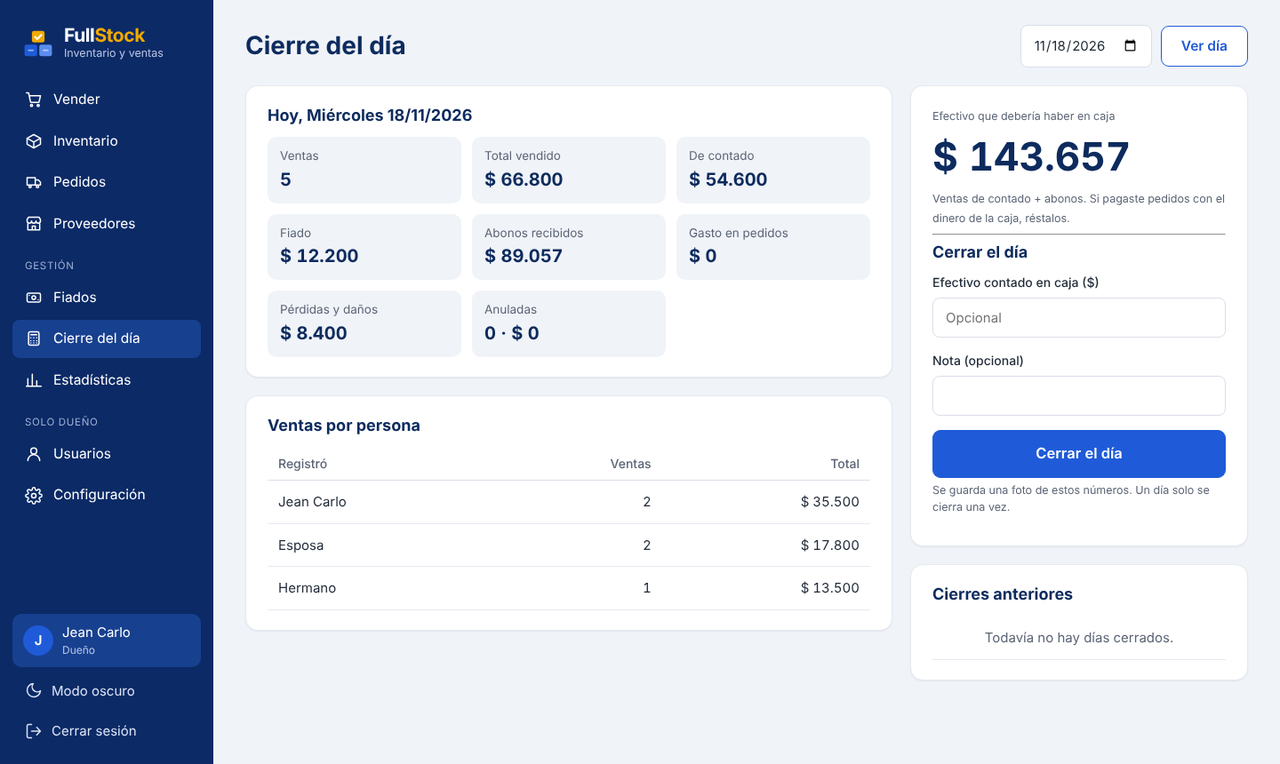 FullStock
Inventario y ventas
Vender
Inventario
Pedidos
Proveedores
GESTIÓN
Fiados
Cierre del día
Estadísticas
SOLO DUEÑO
Usuarios
Configuración
J
Jean Carlo
Dueño
Modo oscuro
Cerrar sesión
Cierre del día
11/18/2026
Ver día
Hoy, Miércoles 18/11/2026
Ventas
5
Total vendido
$ 66.800
De contado
$ 54.600
Fiado
$ 12.200
Abonos recibidos
$ 89.057
Gasto en pedidos
$ 0
Pérdidas y daños
$ 8.400
Anuladas
0 · $ 0
Ventas por persona
Registró Ventas Total
Jean Carlo 2 $ 35.500
Esposa 2 $ 17.800
Hermano 1 $ 13.500
Efectivo que debería haber en caja
$ 143.657
Ventas de contado + abonos. Si pagaste pedidos con el
dinero de la caja, réstalos.
Cerrar el día
Efectivo contado en caja ($)
Opcional
Nota (opcional)
Cerrar el día
Se guarda una foto de estos números. Un día solo se
cierra una vez.
Cierres anteriores
Todavía no hay días cerrados.